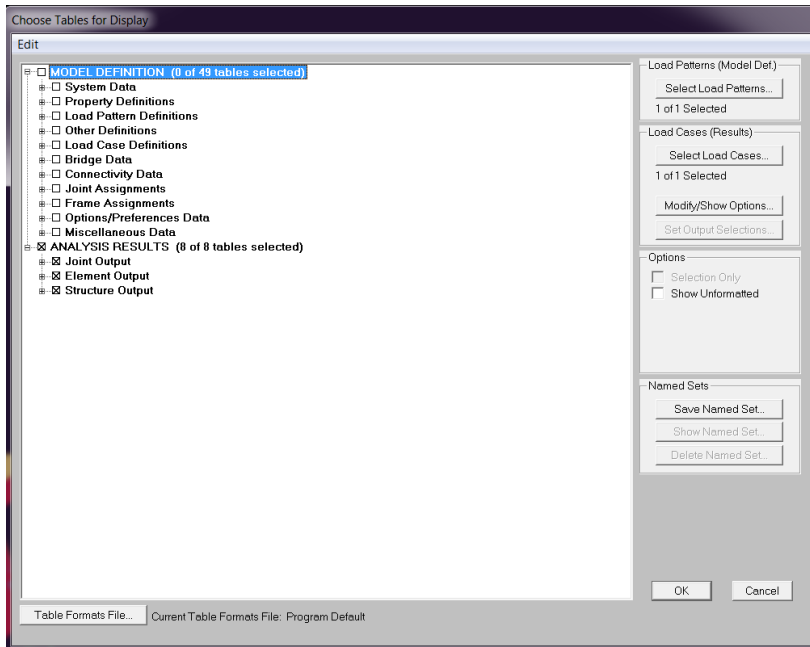 Choose Tables for Display
Edit
MODEL DEFINITION (0 of 49 tables selected)
System Data
Property Definitions
Load Pattern Definitions
Other Definitions
Load Case Definitions
Bridge Data
Connectivity Data
Joint Assignments
Frame Assignments
Options/Preferences Data
Miscellaneous Data
ANALYSIS RESULTS (8 of 8 tables selected)
Joint Output
Element Output
Structure Output
Load Patterns (Model Def.)
Select Load Patterns...
1 of 1 Selected
Load Cases (Results)
Select Load Cases...
1 of 1 Selected
Modify/Show Options...
Set Output Selections...
Options
Selection Only
Show Unformatted
Named Sets
Save Named Set...
Show Named Set...
Delete Named Set...
OK
Cancel
Table Formats File...
Current Table Formats File: Program Default